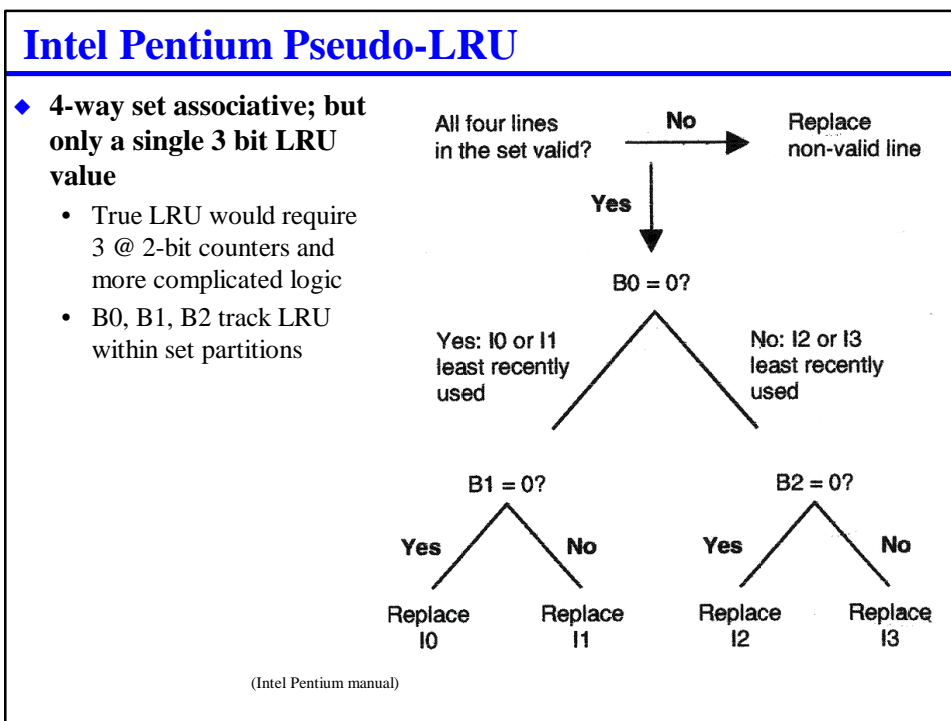 Intel Pentium Pseudo-LRU
◆ 4-way set associative; but
only a single 3 bit LRU
value
• True LRU would require
3 @ 2-bit counters and
more complicated logic
• B0, B1, B2 track LRU
within set partitions
All four lines
in the set valid?
No
Replace
non-valid line
Yes
B0 = 0?
Yes: I0 or I1
least recently
used
No: I2 or I3
least recently
used
B1 = 0?
B2 = 0?
Yes
No
Yes
No
Replace
I0
Replace
I1
Replace
I2
Replace
I3
(Intel Pentium manual)